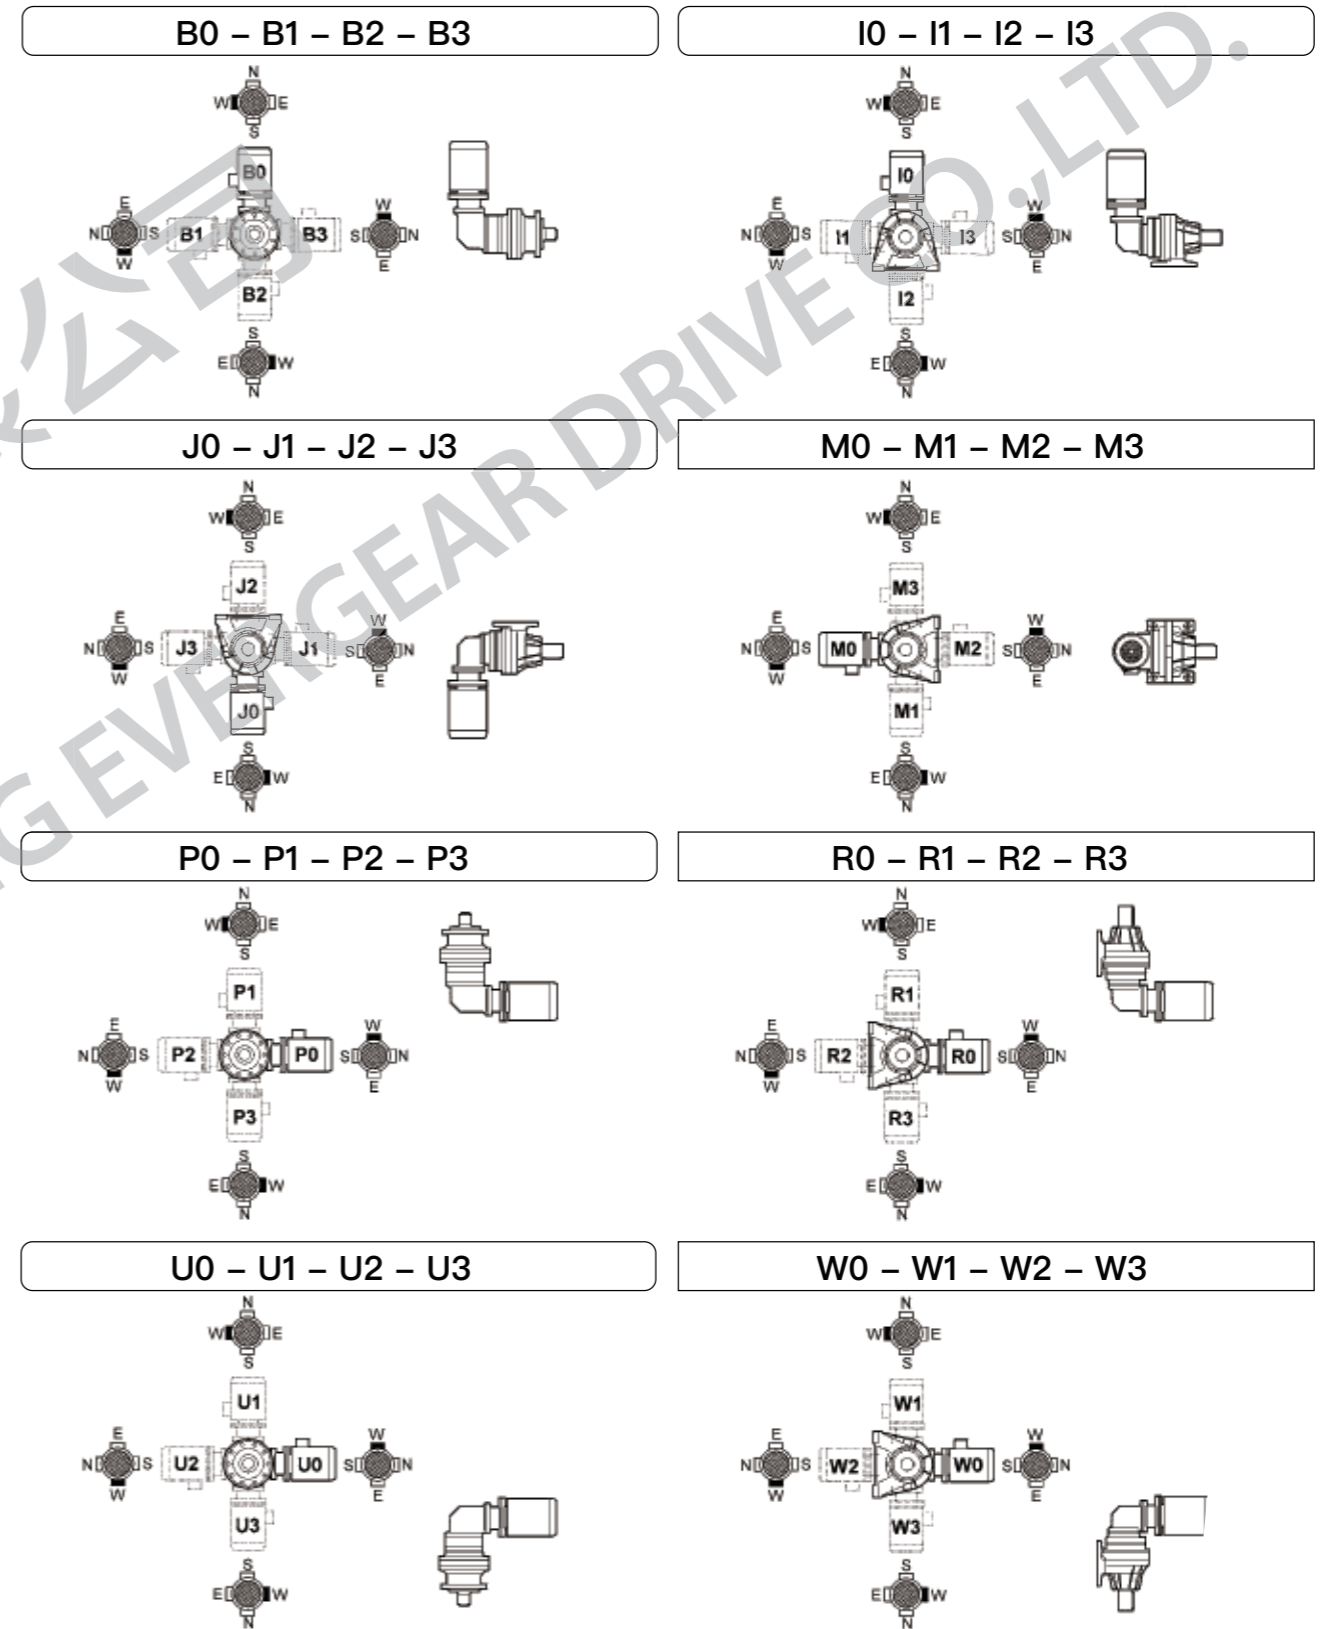 B0 – B1 – B2 – B3
N
W E
S
B0
E
N S
W
B1
B3
W
S N
E
B2
S
E W
N
I0 – I1 – I2 – I3
N
W E
S
I0
E
N S
W
I1
I3
W
S N
E
I2
S
E W
N
J0 – J1 – J2 – J3
N
W E
S
J2
E
N S
W
J3
J1
W
S N
E
J0
S
E W
N
M0 – M1 – M2 – M3
N
W E
S
M3
E
N S
W
M0
M2
W
S N
E
M1
S
E W
N
P0 – P1 – P2 – P3
N
W E
S
P1
E
N S
W
P2
P0
W
S N
E
P3
S
E W
N
R0 – R1 – R2 – R3
N
W E
S
R1
E
N S
W
R2
R0
W
S N
E
R3
S
E W
N
U0 – U1 – U2 – U3
N
W E
S
U1
E
N S
W
U2
U0
W
S N
E
U3
S
E W
N
W0 – W1 – W2 – W3
N
W E
S
W1
E
N S
W
W2
W0
W
S N
E
W3
S
E W
N
公司
G EVERGEAR DRIVE CO.,LTD.